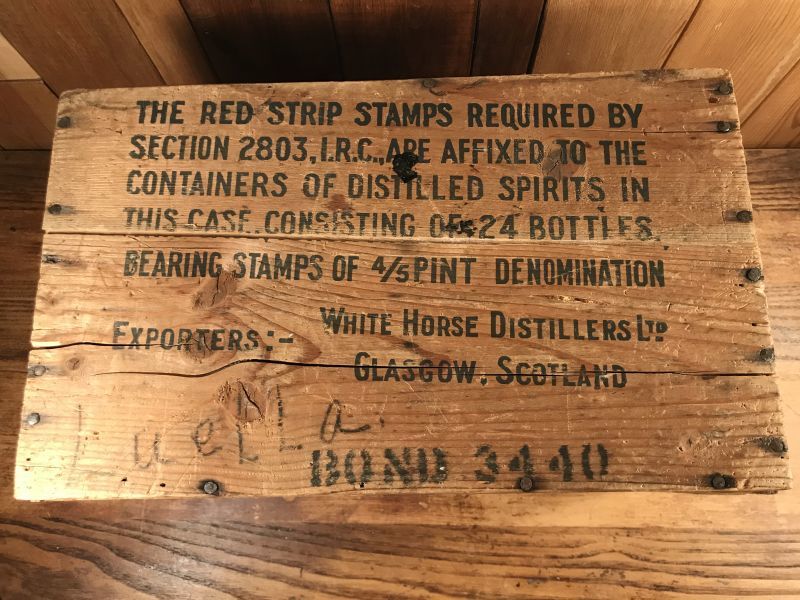 THE RED STRIP STAMPS REQUIRED BY
SECTION 2803, I.R.C., ARE AFFIXED TO THE
CONTAINERS OF DISTILLED SPIRITS IN
THIS CASE. CONSISTING OF 24 BOTTLES.
BEARING STAMPS OF 4/5 PINT DENOMINATION
EXPORTERS:- WHITE HORSE DISTILLERS LTD
GLASGOW, SCOTLAND
Luella.
BOND 3440